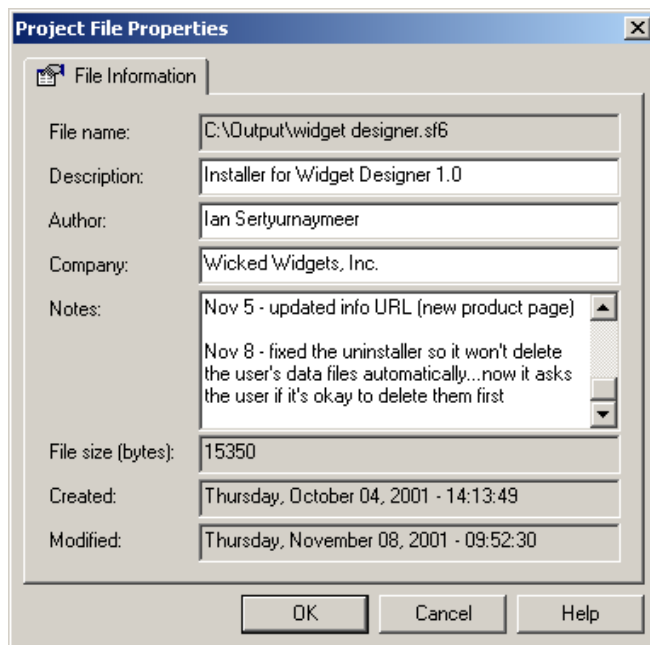 Project File Properties
File Information
File name: C:\Output\widget designer.sf6
Description: Installer for Widget Designer 1.0
Author: Ian Sertyurnaymeer
Company: Wicked Widgets, Inc.
Notes: Nov 5 - updated info URL (new product page)
Nov 8 - fixed the uninstaller so it won't delete
the user's data files automatically...now it asks
the user if it's okay to delete them first
File size (bytes): 15350
Created: Thursday, October 04, 2001 - 14:13:49
Modified: Thursday, November 08, 2001 - 09:52:30
OK Cancel Help